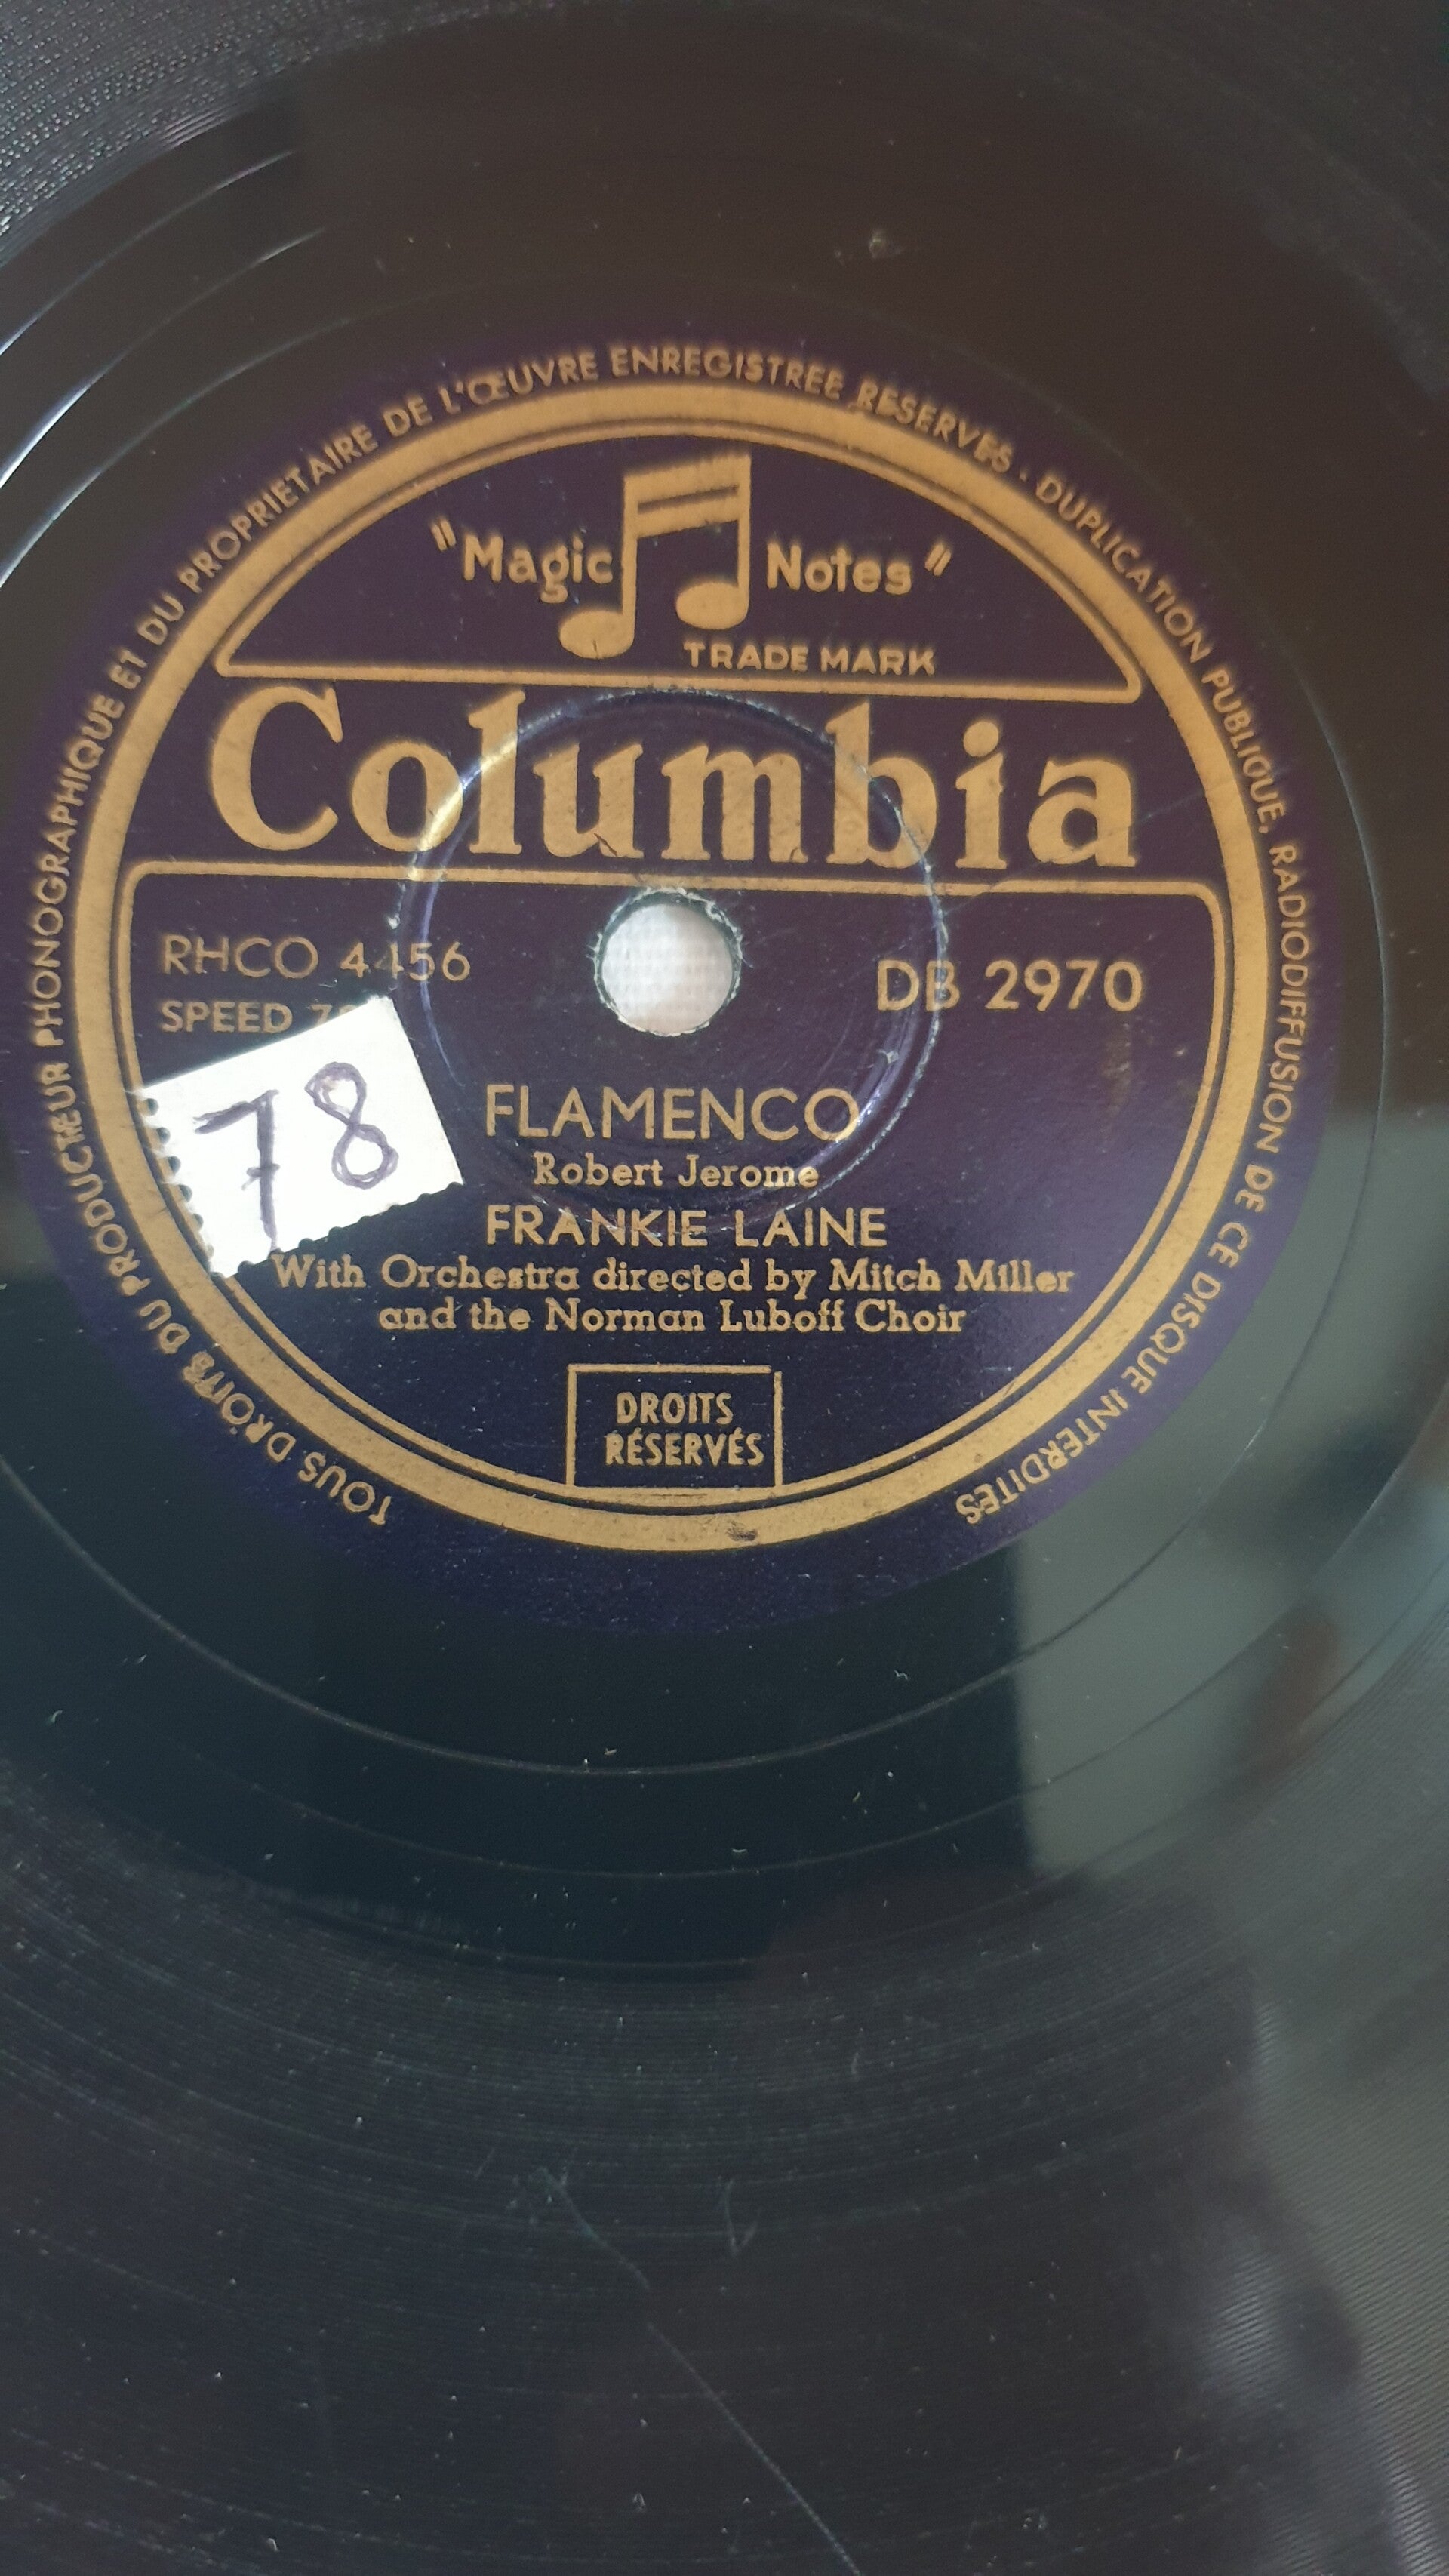 TOUS DROITS DU PRODUCTEUR PHONOGRAPHIQUE ET DU PROPRIETAIRE DE L'ŒUVRE ENREGISTREE RESERVES . DUPLICATION PUBLIQUE, RADIODIFFUSION DE CE DISQUE INTERDITES
"Magic Notes"
TRADE MARK
Columbia
RHCO 4456
DB 2970
SPEED
78
FLAMENCO
Robert Jerome
FRANKIE LAINE
With Orchestra directed by Mitch Miller
and the Norman Luboff Choir
DROITS
RÉSERVÉS